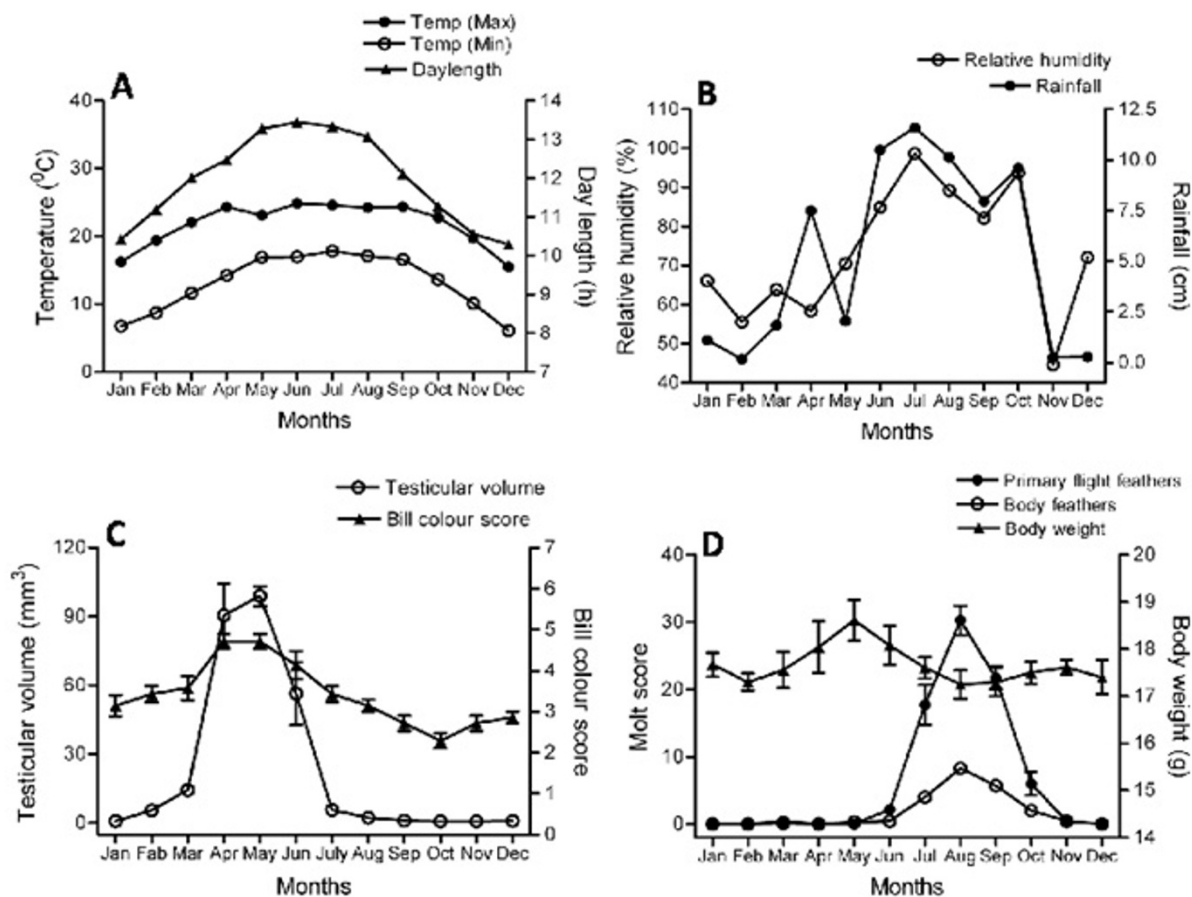 A
Temp (Max)
Temp (Min)
Daylength
Temperature (⁰C)
40
30
20
10
0
14
13
12
11
10
9
8
7
Day length (h)
Jan Feb Mar Apr May Jun Jul Aug Sep Oct Nov Dec
Months
B
Relative humidity
Rainfall
Relative humidity (%)
110
100
90
80
70
60
50
40
12.5
10.0
7.5
5.0
2.5
0.0
Rainfall (cm)
Jan Feb Mar Apr May Jun Jul Aug Sep Oct Nov Dec
Months
C
Testicular volume
Bill colour score
Testicular volume (mm³)
120
90
60
30
0
7
6
5
4
3
2
1
0
Bill colour score
Jan Fab Mar Apr May Jun July Aug Sep Oct Nov Dec
Months
D
Primary flight feathers
Body feathers
Body weight
Molt score
40
30
20
10
0
20
19
18
17
16
15
14
Body weight (g)
Jan Feb Mar Apr May Jun Jul Aug Sep Oct Nov Dec
Months